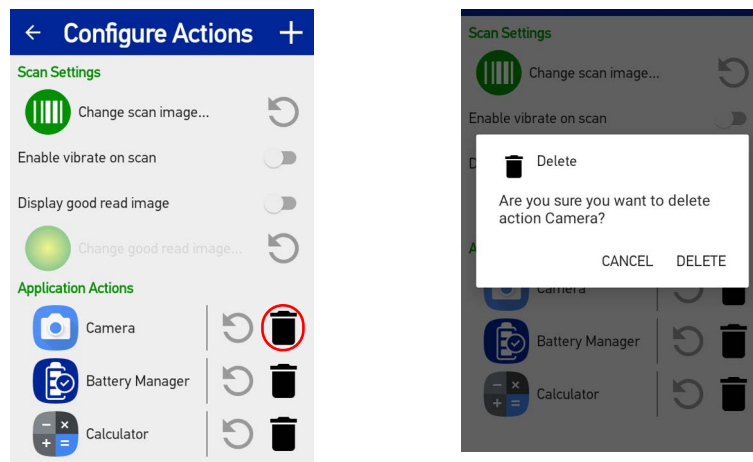 Configure Actions
Scan Settings
Change scan image...
Enable vibrate on scan
Display good read image
Change good read image...
Application Actions
Camera
Battery Manager
Calculator
Scan Settings
Change scan image...
Enable vibrate on scan
D
Delete
Are you sure you want to delete
action Camera?
CANCEL DELETE
A
Camera
Battery Manager
Calculator